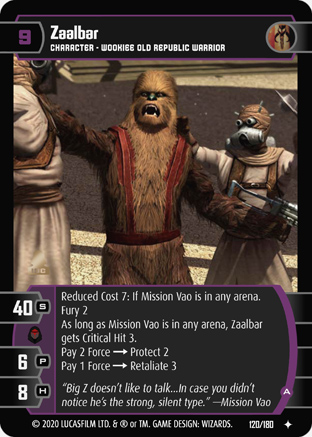 9
Zaalbar
CHARACTER - WOOKIEE OLD REPUBLIC WARRIOR
40 S
6 P
8 H
Reduced Cost 7: If Mission Vao is in any arena.
Fury 2
As long as Mission Vao is in any arena, Zaalbar
gets Critical Hit 3.
Pay 2 Force → Protect 2
Pay 1 Force → Retaliate 3
"Big Z doesn't like to talk...In case you didn't
notice he's the strong, silent type." —Mission Vao
A
© 2020 LUCASFILM LTD. & ® or TM. GAME DESIGN: WIZARDS.
120/180